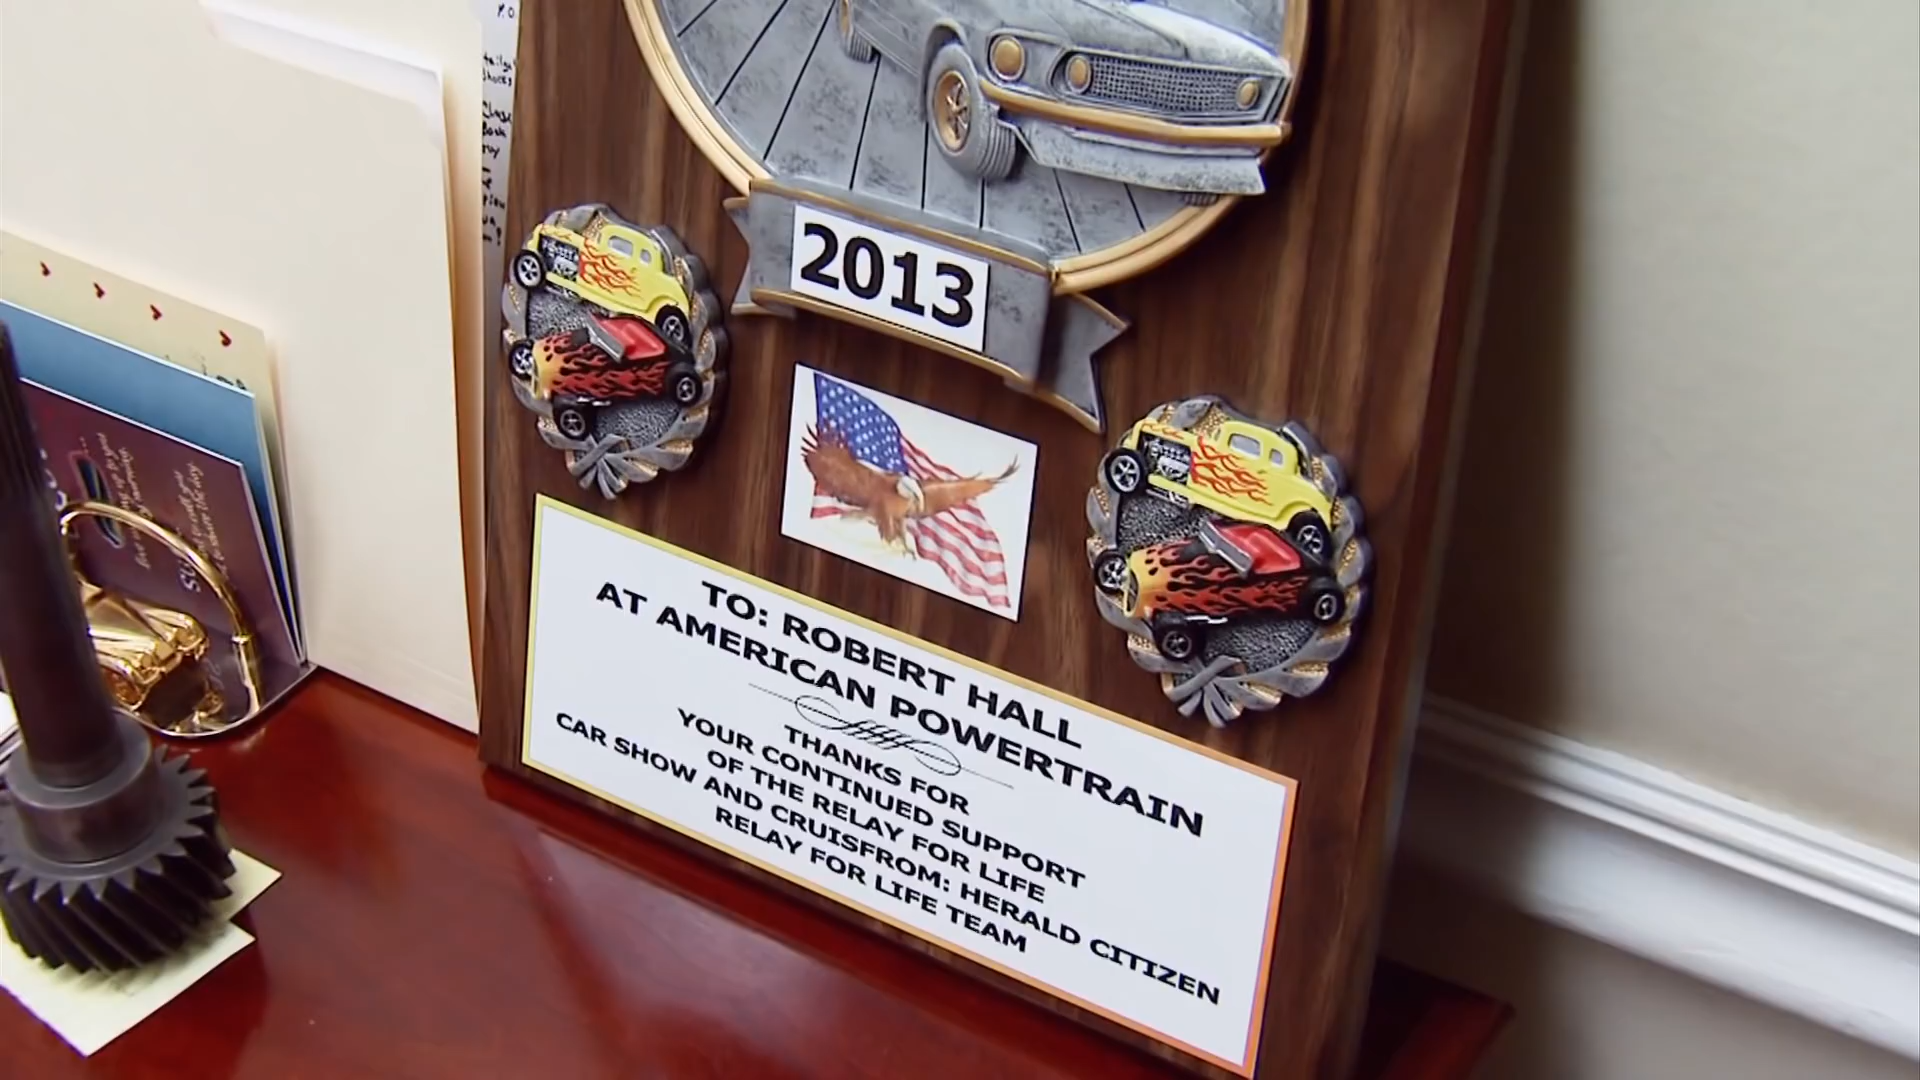 2013
TO: ROBERT HALL
AT AMERICAN POWERTRAIN
THANKS FOR
YOUR CONTINUED SUPPORT
OF THE RELAY FOR LIFE
CAR SHOW AND CRUISFROM: HERALD CITIZEN
RELAY FOR LIFE TEAM